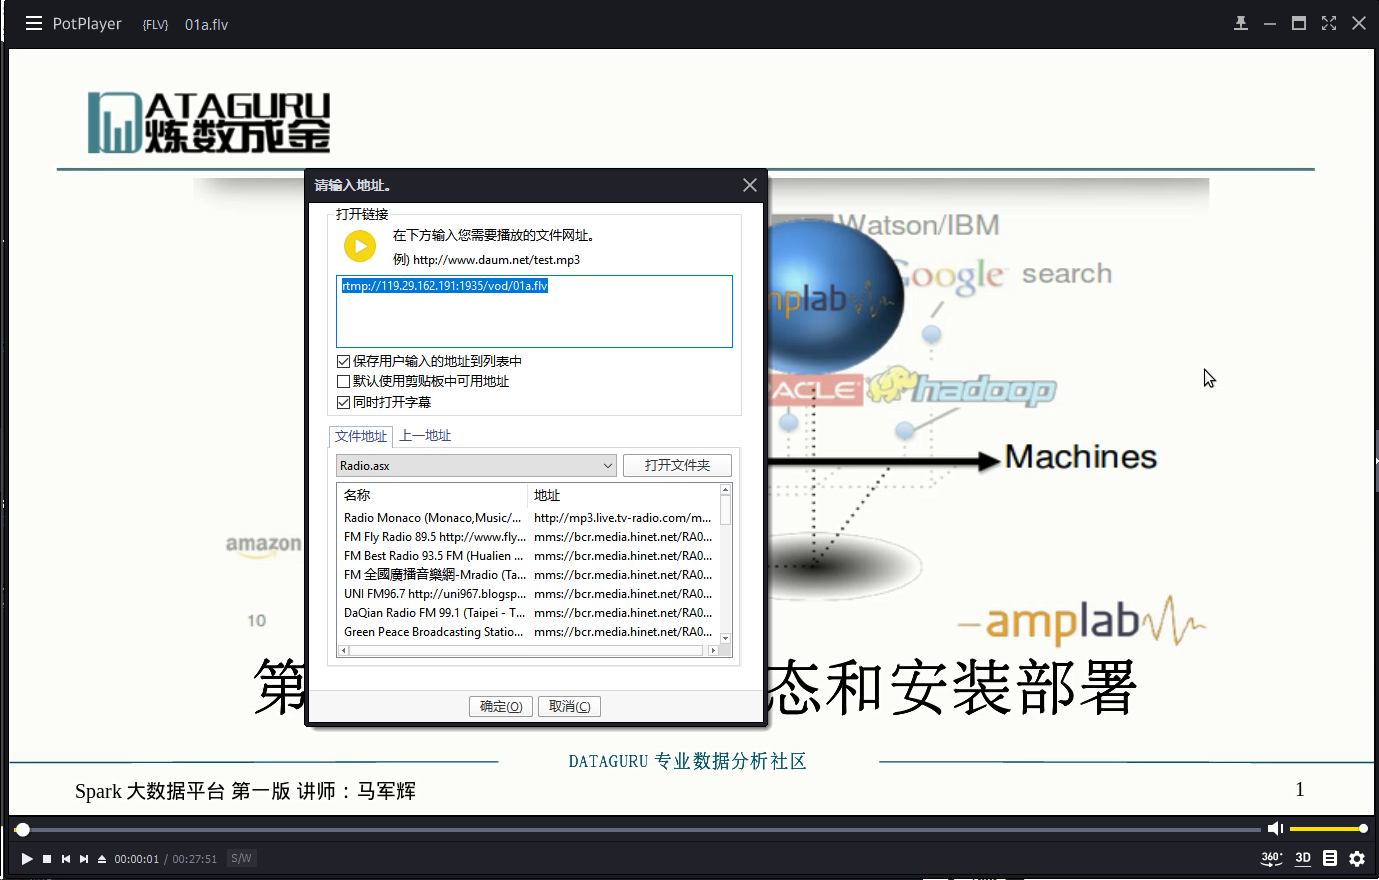 PotPlayer {FLV} 01a.flv
ATAGURU
炼数成金
请输入地址。
打开链接
在下方输入您需要播放的文件网址。
例) http://www.daum.net/test.mp3
rtmp://119.29.162.191:1935/vod/01a.flv
保存用户输入的地址到列表中
默认使用剪贴板中可用地址
同时打开字幕
文件地址 上一地址
Radio.asx 打开文件夹
名称 地址
Radio Monaco (Monaco,Music/... http://mp3.live.tv-radio.com/m...
FM Fly Radio 89.5 http://www.fly... mms://bcr.media.hinet.net/RA0...
FM Best Radio 93.5 FM (Hualien ... mms://bcr.media.hinet.net/RA0...
FM 全國廣播音樂網-Mradio (Ta... mms://bcr.media.hinet.net/RA0...
UNI FM96.7 http://uni967.blogsp... mms://bcr.media.hinet.net/RA0...
DaQian Radio FM 99.1 (Taipei - T... mms://bcr.media.hinet.net/RA0...
Green Peace Broadcasting Statio... mms://bcr.media.hinet.net/RA0...
确定(O) 取消(C)
Watson/IBM
Google search
mplab
ACLE
hadoop
Machines
amazon
10
amplab
第
态和安装部署
DATAGURU 专业数据分析社区
Spark 大数据平台 第一版 讲师：马军辉
1
00:00:01 / 00:27:51 S/W
360° 3D